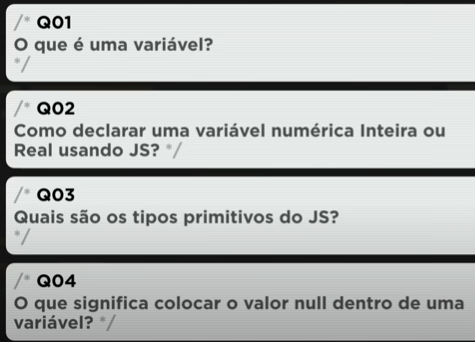 /* Q01
O que é uma variável?
*/
/* Q02
Como declarar uma variável numérica Inteira ou
Real usando JS? */
/* Q03
Quais são os tipos primitivos do JS?
*/
/* Q04
O que significa colocar o valor null dentro de uma
variável? */